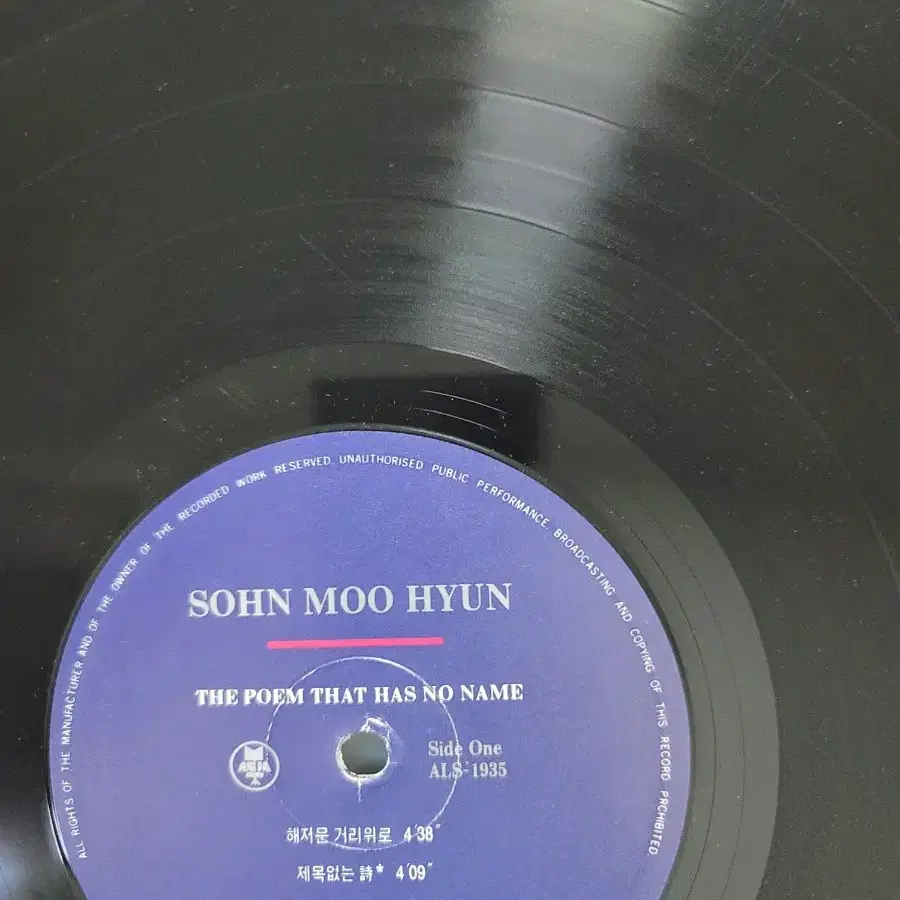 ALL RIGHTS OF THE MANUFACTURER AND OF THE OWNER OF THE RECORDED WORK RESERVED. UNAUTHORISED PUBLIC PERFORMANCE, BROADCASTING AND COPYING OF THIS RECORD PROHIBITED
SOHN MOO HYUN
THE POEM THAT HAS NO NAME
Side One
ALS-1935
해저문 거리위로 4'38"
제목없는 詩* 4'09"